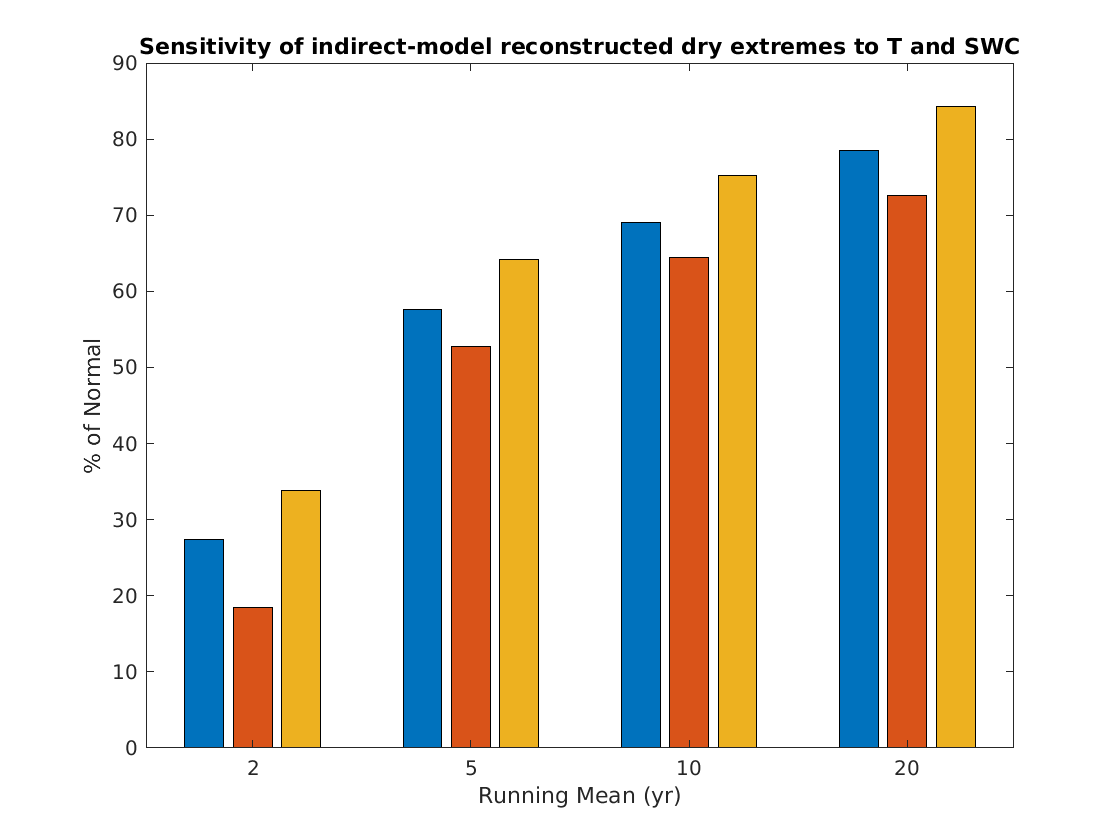 Sensitivity of indirect-model reconstructed dry extremes to T and SWC
90
80
70
60
50
40
30
20
10
0
% of Normal
2 5 10 20
Running Mean (yr)